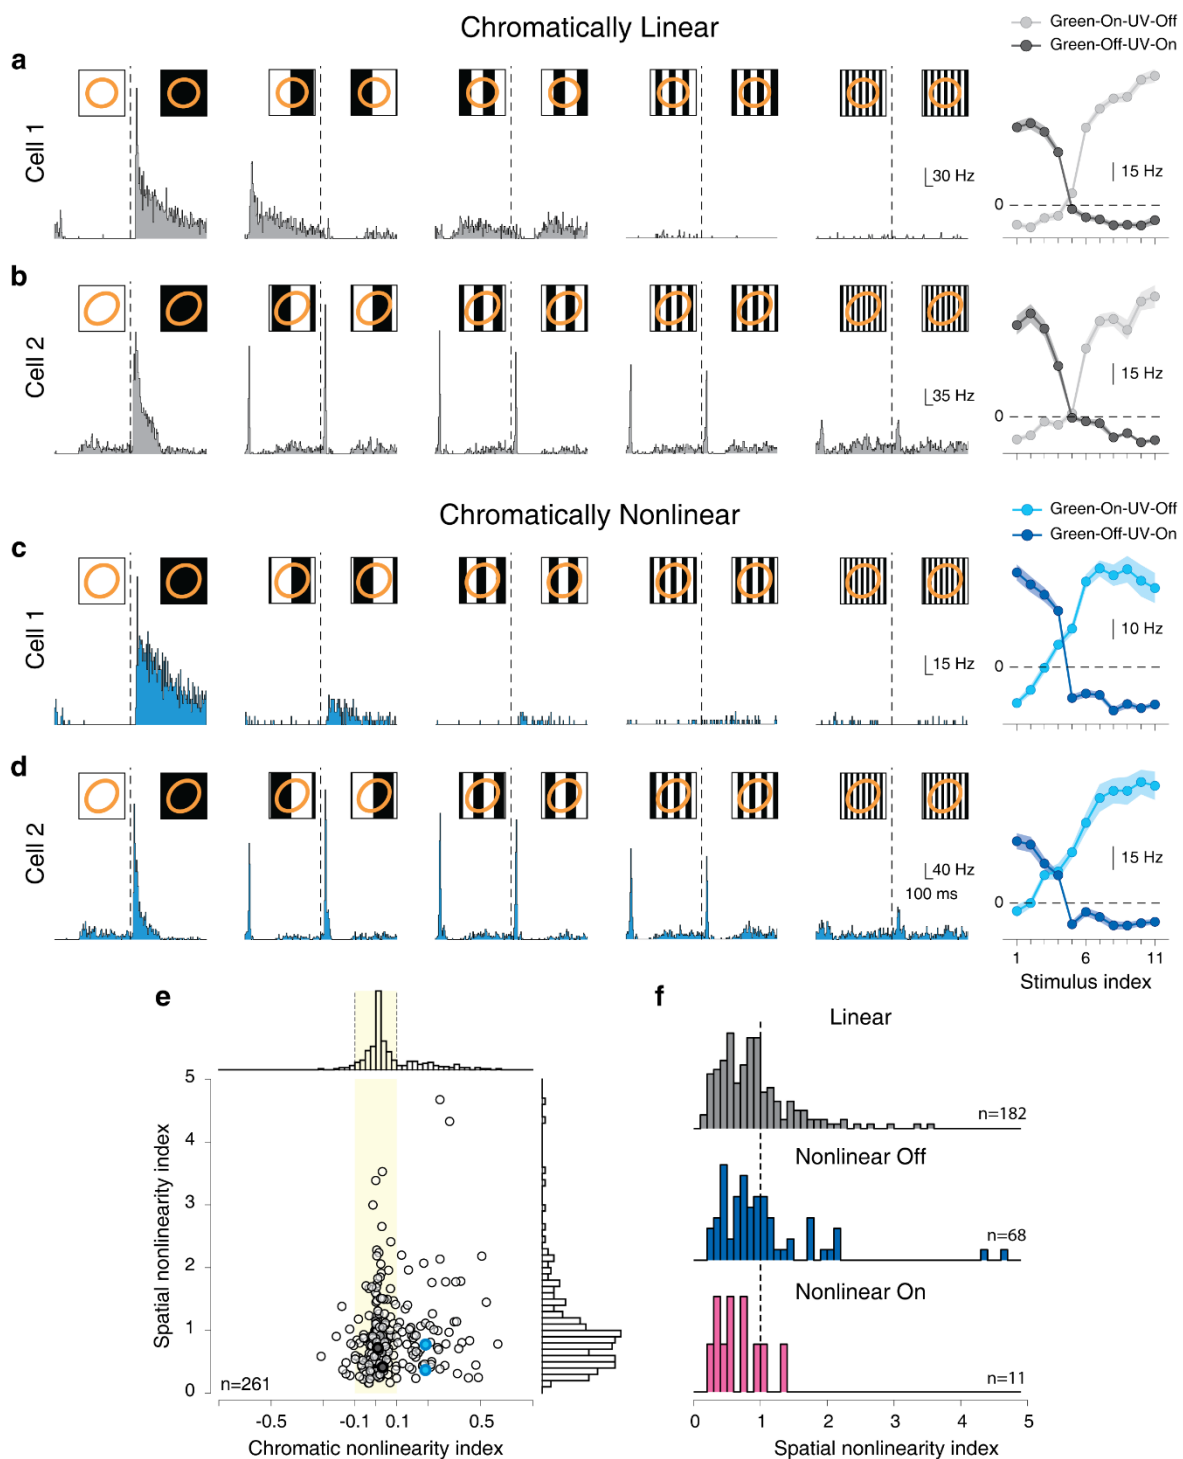 Chromatically Linear
Green-On-UV-Off
Green-Off-UV-On
a
Cell 1
30 Hz
15 Hz
0
b
Cell 2
35 Hz
15 Hz
0
Chromatically Nonlinear
Green-On-UV-Off
Green-Off-UV-On
c
Cell 1
15 Hz
10 Hz
0
d
Cell 2
40 Hz
100 ms
15 Hz
0
1 6 11
Stimulus index
e
5
4
3
2
1
0
Spatial nonlinearity index
n=261
-0.5 -0.1 0.1 0.5
Chromatic nonlinearity index
f
Linear
n=182
Nonlinear Off
n=68
Nonlinear On
n=11
0 1 2 3 4 5
Spatial nonlinearity index